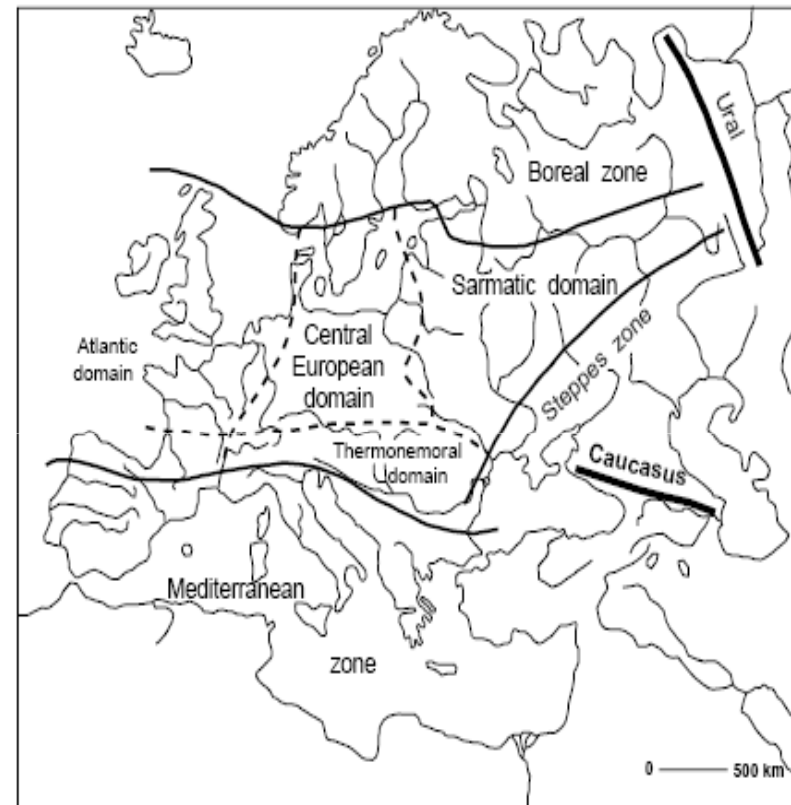 Ural
Boreal zone
Sarmatic domain
Central
European
domain
Atlantic
domain
Steppes zone
Thermonemoral
domain
Caucasus
Mediterranean
zone
0 500 km